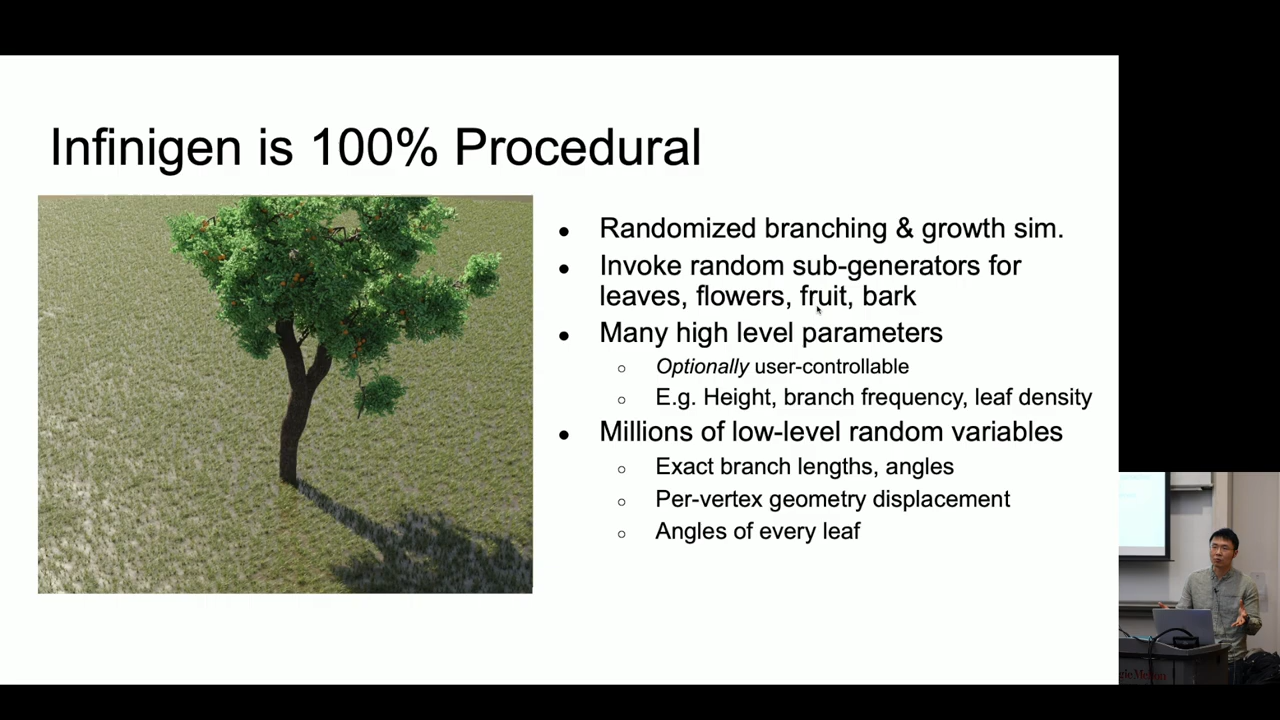 Infinigen is 100% Procedural
● Randomized branching & growth sim.
● Invoke random sub-generators for
leaves, flowers, fruit, bark
● Many high level parameters
○ Optionally user-controllable
○ E.g. Height, branch frequency, leaf density
● Millions of low-level random variables
○ Exact branch lengths, angles
○ Per-vertex geometry displacement
○ Angles of every leaf